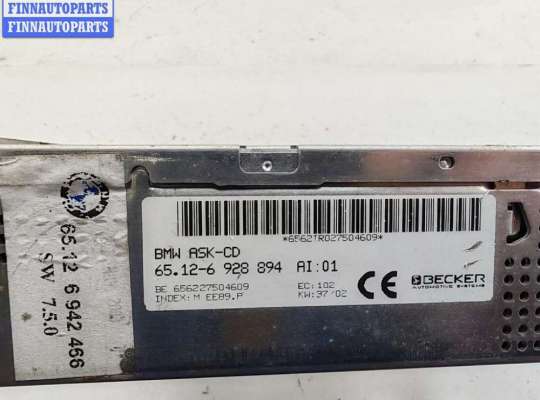 FINNAUTOPARTS
FINNAUTOPARTS
65.12 6 942 466
SW 7.5.0
*6562TR027504609*
BMW ASK-CD
65.12-6 928 894 AI:01
BE 656227504609
INDEX: M EE89.P
EC: 102
KW: 37/02
CE
BECKER
AUTOMOTIVE SYSTEMS